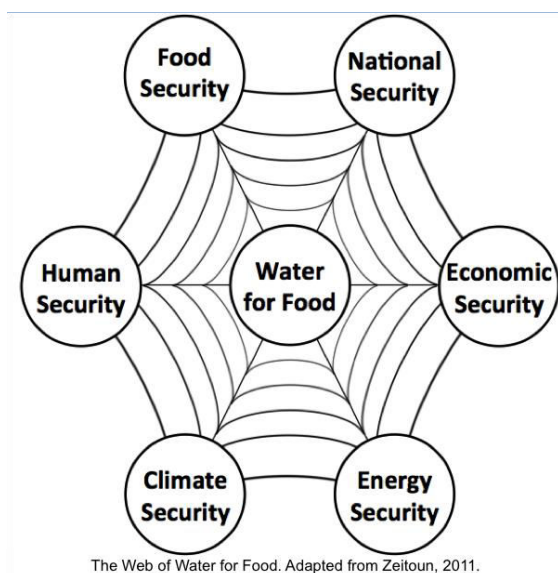 Food
Security
National
Security
Human
Security
Water
for Food
Economic
Security
Climate
Security
Energy
Security
The Web of Water for Food. Adapted from Zeitoun, 2011.